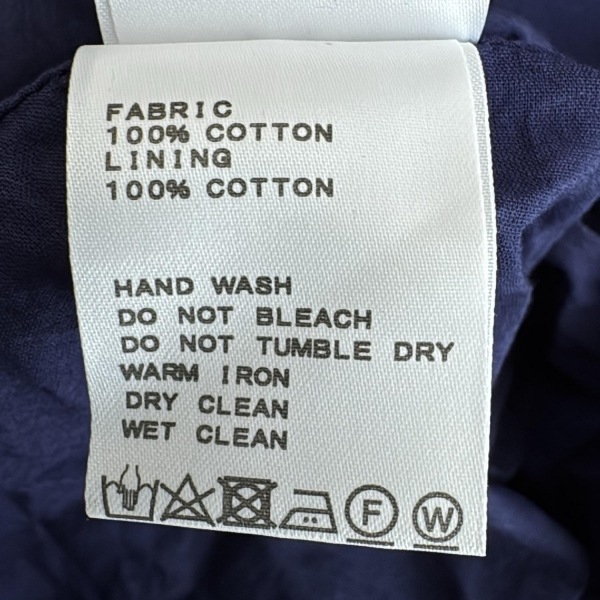 FABRIC
100% COTTON
LINING
100% COTTON
HAND WASH
DO NOT BLEACH
DO NOT TUMBLE DRY
WARM IRON
DRY CLEAN
WET CLEAN
F W